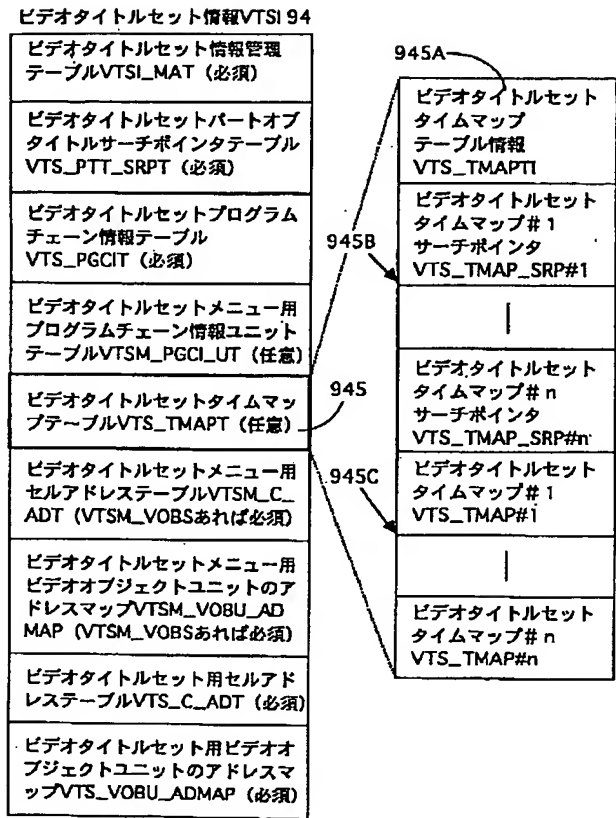 ビデオタイトルセット情報VTSI 94
ビデオタイトルセット情報管理
テーブルVTSI_MAT (必須)
ビデオタイトルセットパートオブ
タイトルサーチポインタテーブル
VTS_PTT_SRPT (必須)
ビデオタイトルセットプログラム
チェーン情報テーブル
VTS_PGCIT (必須)
ビデオタイトルセットメニュー用
プログラムチェーン情報ユニット
テーブルVTSM_PGCI_UT (任意)
ビデオタイトルセットタイムマッ
プテーブルVTS_TMAPT (任意)
ビデオタイトルセットメニュー用
セルアドレステーブルVTSM_C_
ADT (VTSM_VOBSあれば必須)
ビデオタイトルセットメニュー用
ビデオオブジェクトユニットのア
ドレスマップVTSM_VOBU_AD
MAP (VTSM_VOBSあれば必須)
ビデオタイトルセット用セルアド
レステーブルVTS_C_ADT (必須)
ビデオタイトルセット用ビデオオ
ブジェクトユニットのアドレスマ
ップVTS_VOBU_ADMAP (必須)
945
945A
ビデオタイトルセット
タイムマップ
テーブル情報
VTS_TMAPTI
945B
ビデオタイトルセット
タイムマップ#1
サーチポインタ
VTS_TMAP_SRP#1
ビデオタイトルセット
タイムマップ#n
サーチポインタ
VTS_TMAP_SRP#n
945C
ビデオタイトルセット
タイムマップ#1
VTS_TMAP#1
ビデオタイトルセット
タイムマップ#n
VTS_TMAP#n